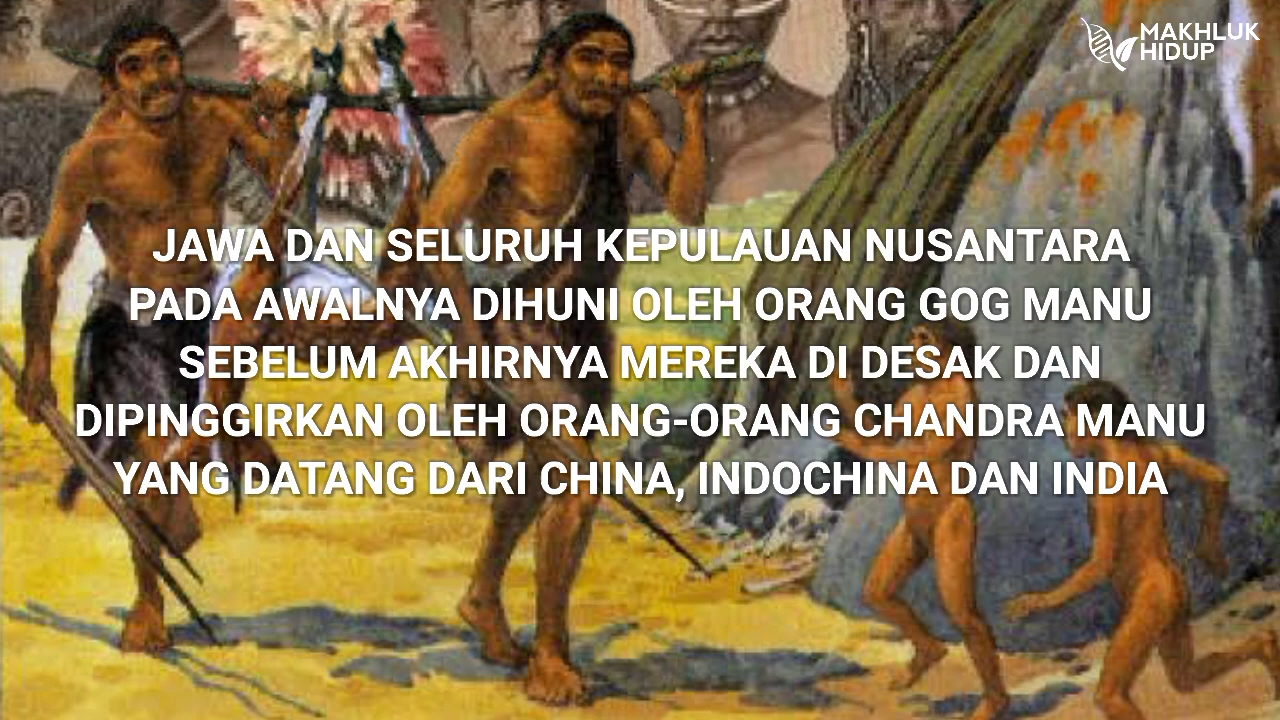 MAKHLUK
HIDUP
JAWA DAN SELURUH KEPULAUAN NUSANTARA
PADA AWALNYA DIHUNI OLEH ORANG GOG MANU
SEBELUM AKHIRNYA MEREKA DI DESAK DAN
DIPINGGIRKAN OLEH ORANG-ORANG CHANDRA MANU
YANG DATANG DARI CHINA, INDOCHINA DAN INDIA